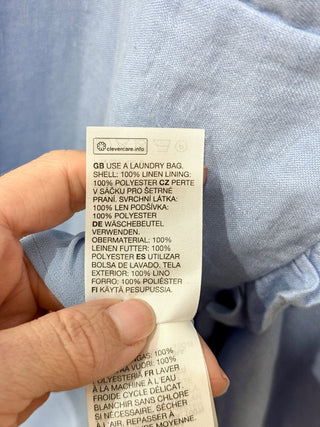 clevercare.info
GB USE A LAUNDRY BAG.
SHELL: 100% LINEN LINING:
100% POLYESTER CZ PERTE
V SÁČKU PRO ŠETRNÉ
PRANÍ. SVRCHNÍ LÁTKA:
100% LEN PODŠÍVKA:
100% POLYESTER
DE WÄSCHEBEUTEL
VERWENDEN.
OBERMATERIAL: 100%
LEINEN FUTTER: 100%
POLYESTER ES UTILIZAR
BOLSA DE LAVADO. TELA
EXTERIOR: 100% LINO
FORRO: 100% POLIÉSTER
FI KÄYTÄ PESUPUSSIA.
100%
100%
POLYESTERIÄ FR LAVER
À LA MACHINE À
CYCLE DÉLICAT.
BLANCHIR SANS CHLORE
SI NÉCESSAIRE. SÉCHER
À L'AIR. REPASSER À